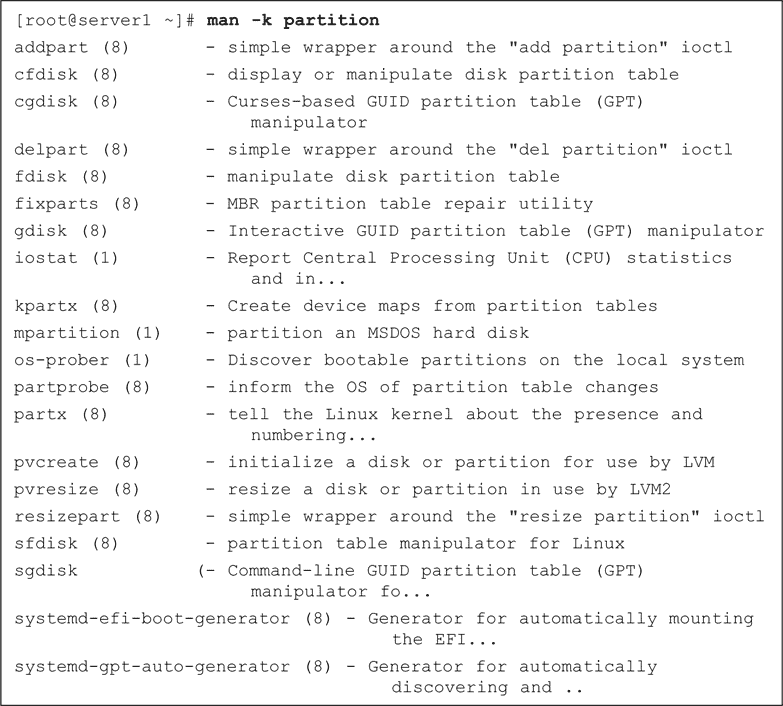 [root@server1 ~]# man -k partition
addpart (8) - simple wrapper around the "add partition" ioctl
cfdisk (8) - display or manipulate disk partition table
cgdisk (8) - Curses-based GUID partition table (GPT)
manipulator
delpart (8) - simple wrapper around the "del partition" ioctl
fdisk (8) - manipulate disk partition table
fixparts (8) - MBR partition table repair utility
gdisk (8) - Interactive GUID partition table (GPT) manipulator
iostat (1) - Report Central Processing Unit (CPU) statistics
and in...
kpartx (8) - Create device maps from partition tables
mpartition (1) - partition an MSDOS hard disk
os-prober (1) - Discover bootable partitions on the local system
partprobe (8) - inform the OS of partition table changes
partx (8) - tell the Linux kernel about the presence and
numbering...
pvcreate (8) - initialize a disk or partition for use by LVM
pvresize (8) - resize a disk or partition in use by LVM2
resizepart (8) - simple wrapper around the "resize partition" ioctl
sfdisk (8) - partition table manipulator for Linux
sgdisk (- Command-line GUID partition table (GPT)
manipulator fo...
systemd-efi-boot-generator (8) - Generator for automatically mounting
the EFI...
systemd-gpt-auto-generator (8) - Generator for automatically
discovering and ..